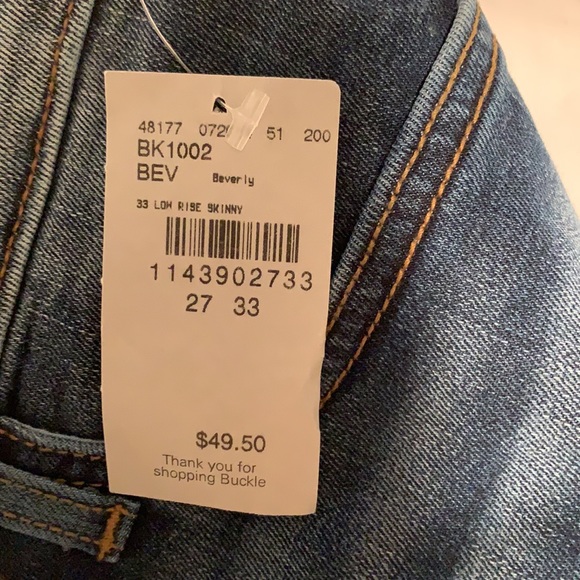 48177 072 51 200
BK1002
BEV Beverly
33 LOW RISE SKINNY
1143902733
27 33
$49.50
Thank you for
shopping Buckle